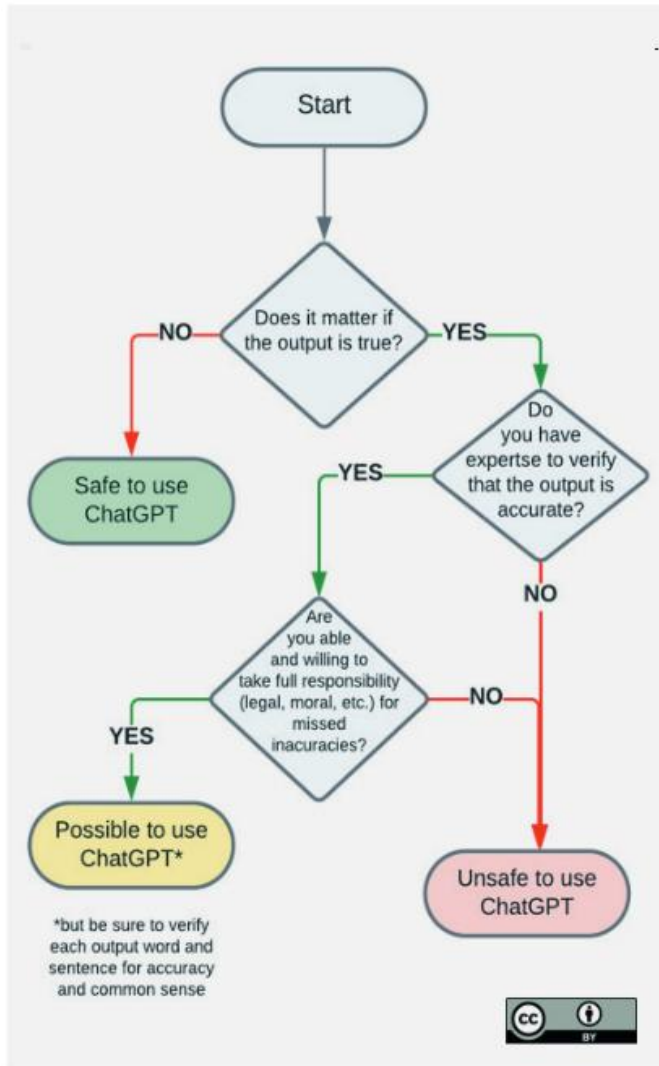 Start
Does it matter if
the output is true?
NO
YES
Safe to use
ChatGPT
Do
you have
expertse to verify
that the output is
accurate?
YES
NO
Are
you able
and willing to
take full responsibility
(legal, moral, etc.) for
missed
inacuracies?
YES
NO
Possible to use
ChatGPT*
*but be sure to verify
each output word and
sentence for accuracy
and common sense
Unsafe to use
ChatGPT
cc
BY